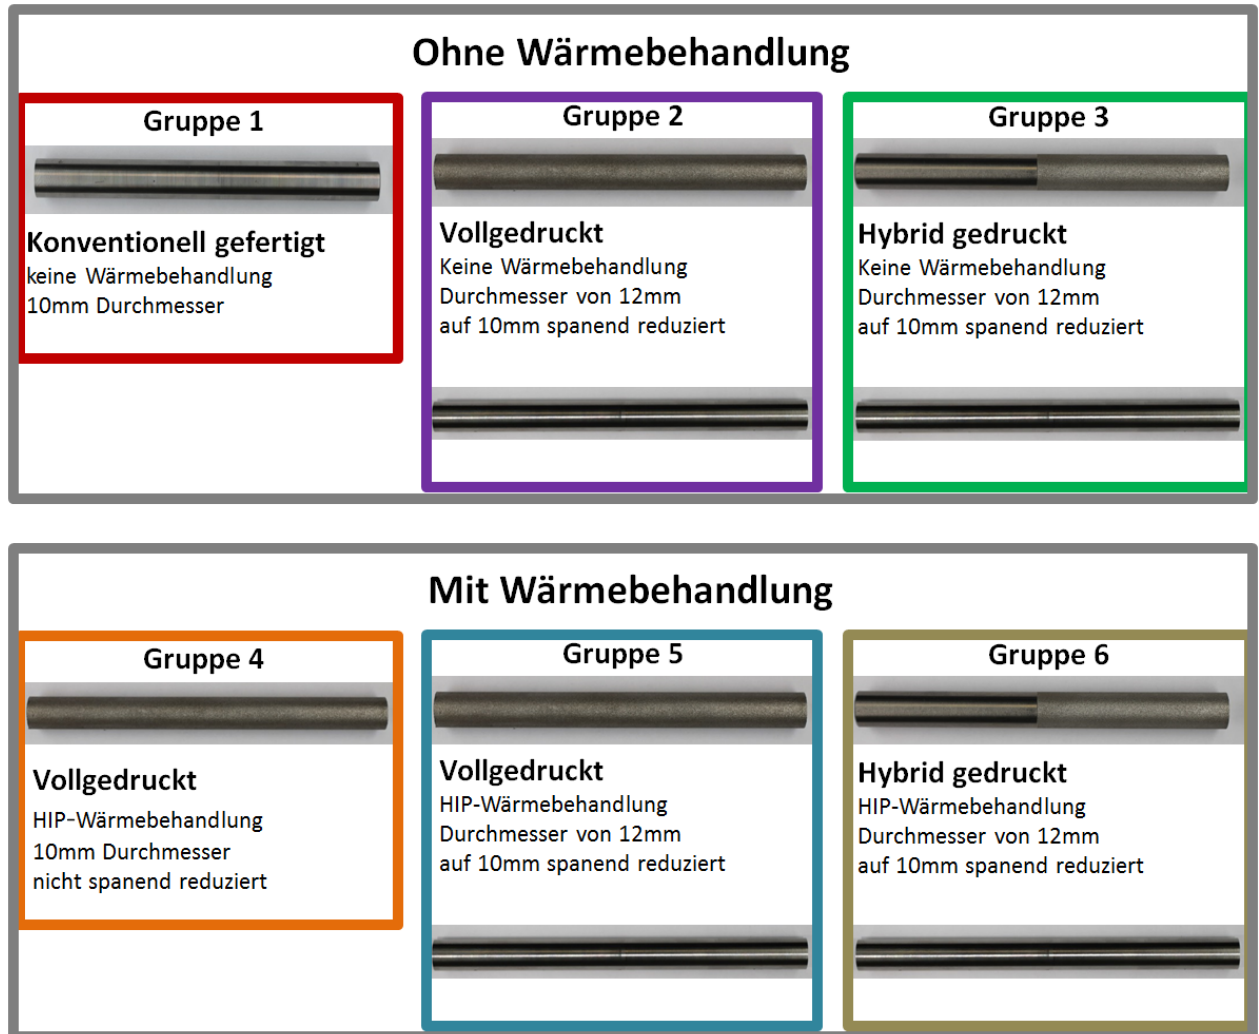 Ohne Wärmebehandlung
Gruppe 1
Konventionell gefertigt
keine Wärmebehandlung
10mm Durchmesser
Gruppe 2
Vollgedruckt
Keine Wärmebehandlung
Durchmesser von 12mm
auf 10mm spanend reduziert
Gruppe 3
Hybrid gedruckt
Keine Wärmebehandlung
Durchmesser von 12mm
auf 10mm spanend reduziert
Mit Wärmebehandlung
Gruppe 4
Vollgedruckt
HIP-Wärmebehandlung
10mm Durchmesser
nicht spanend reduziert
Gruppe 5
Vollgedruckt
HIP-Wärmebehandlung
Durchmesser von 12mm
auf 10mm spanend reduziert
Gruppe 6
Hybrid gedruckt
HIP-Wärmebehandlung
Durchmesser von 12mm
auf 10mm spanend reduziert